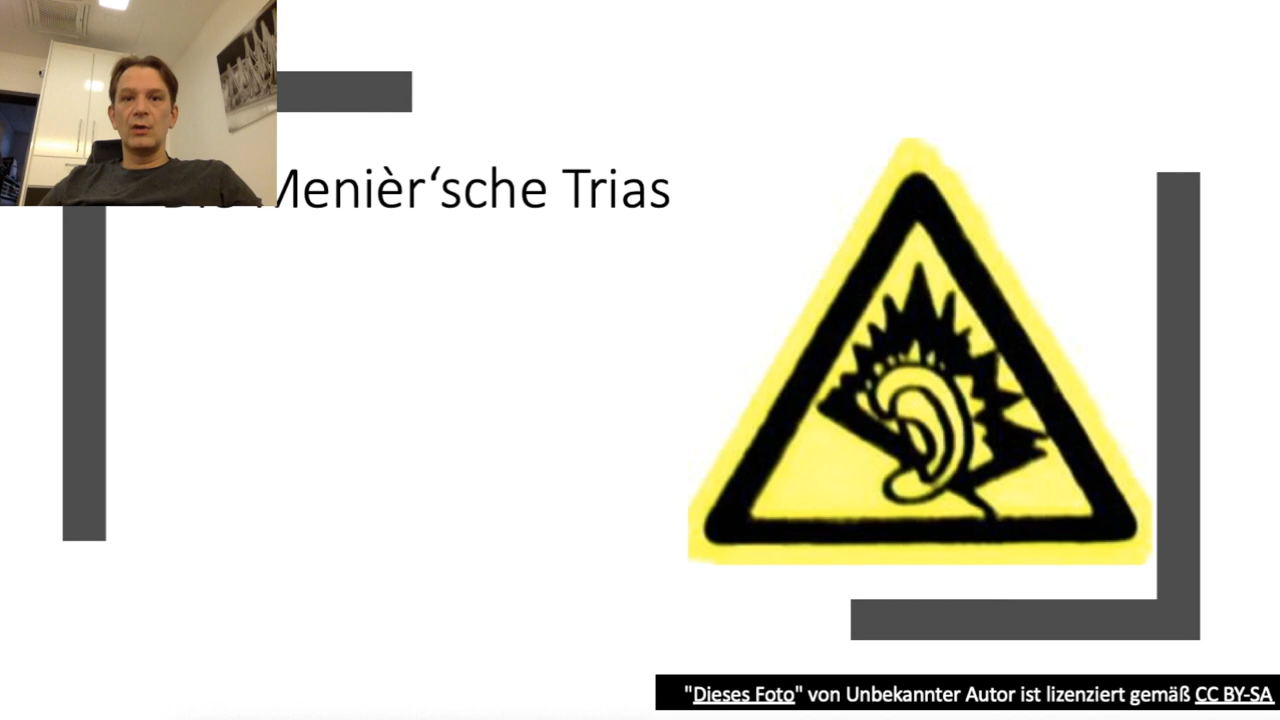 Menièr‘sche Trias
"Dieses Foto" von Unbekannter Autor ist lizenziert gemäß CC BY-SA